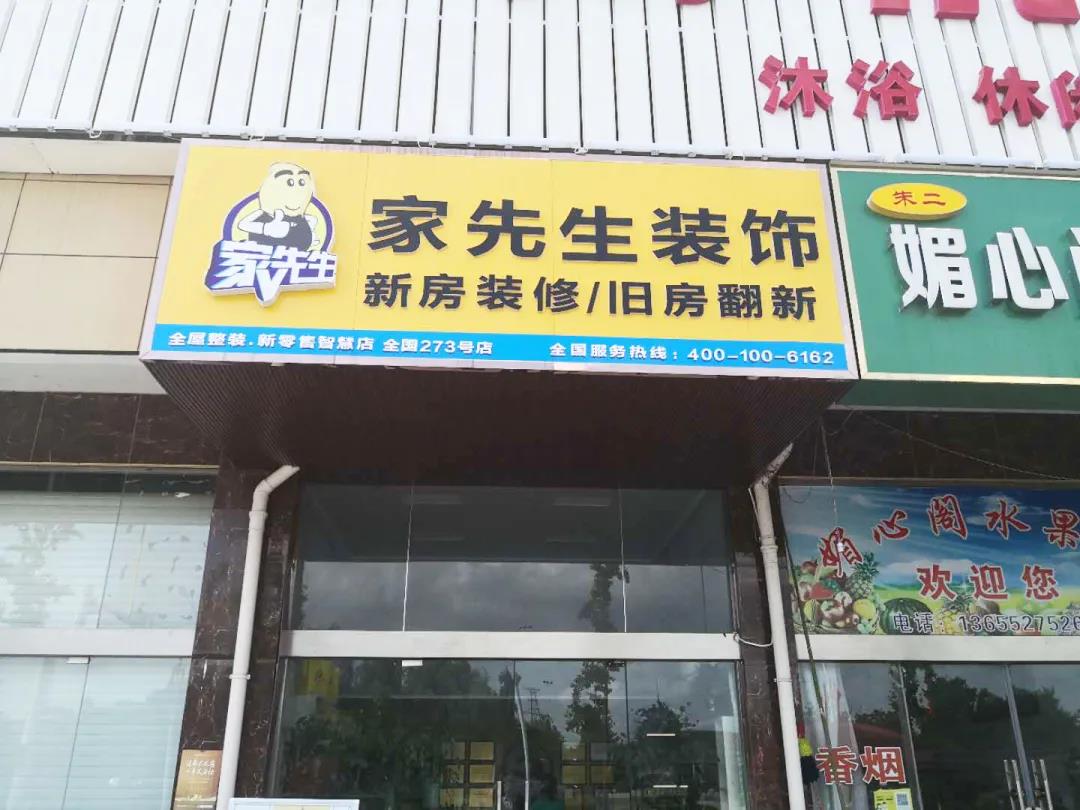 沐浴 休
家先生
家先生装饰
新房装修/旧房翻新
全屋整装.新零售智慧店 全国273号店
全国服务热线：400-100-6162
朱二
媚心
媚心阁水果
欢迎您
电话：1365527526
香烟